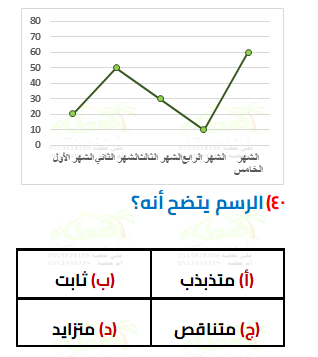 80
70
60
50
40
30
20
10
0
الشهر الأول الشهر الثاني الشهر الثالث الشهر الرابع الشهر الخامس
٤٠) الرسم يتضح أنه؟
(أ) متذبذب (ب) ثابت
(ج) متناقص (د) متزايد